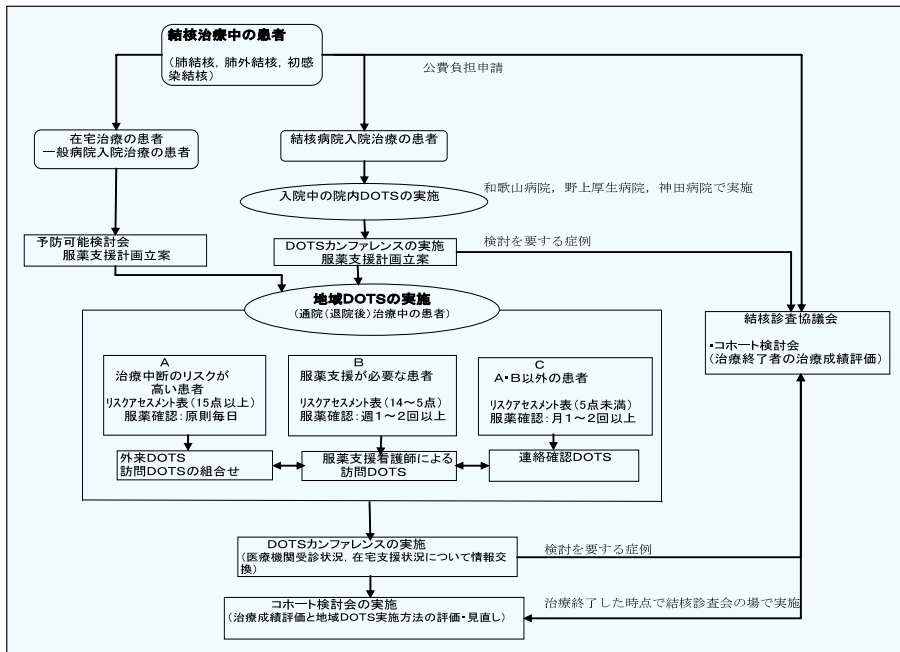 結核治療中の患者
（肺結核，肺外結核，初感
染結核）
公費負担申請
在宅治療の患者
一般病院入院治療の患者
結核病院入院治療の患者
入院中の院内DOTSの実施
和歌山病院，野上厚生病院，神田病院で実施
予防可能検討会
服薬支援計画立案
DOTSカンファレンスの実施
服薬支援計画立案
検討を要する症例
地域DOTSの実施
（通院（退院後）治療中の患者）
結核診査協議会
・コホート検討会
（治療終了者の治療成績評価）
A
治療中断のリスクが
高い患者
リスクアセスメント表（15点以上）
服薬確認：原則毎日
B
服薬支援が必要な患者
リスクアセスメント表（14～5点）
服薬確認：週1～2回以上
C
A・B以外の患者
リスクアセスメント表（5点未満）
服薬確認：月1～2回以上
外来DOTS
訪問DOTSの組合せ
服薬支援看護師による
訪問DOTS
連絡確認DOTS
DOTSカンファレンスの実施
（医療機関受診状況，在宅支援状況について情報交
換）
検討を要する症例
コホート検討会の実施
（治療成績評価と地域DOTS実施方法の評価・見直し）
治療終了した時点で結核診査会の場で実施